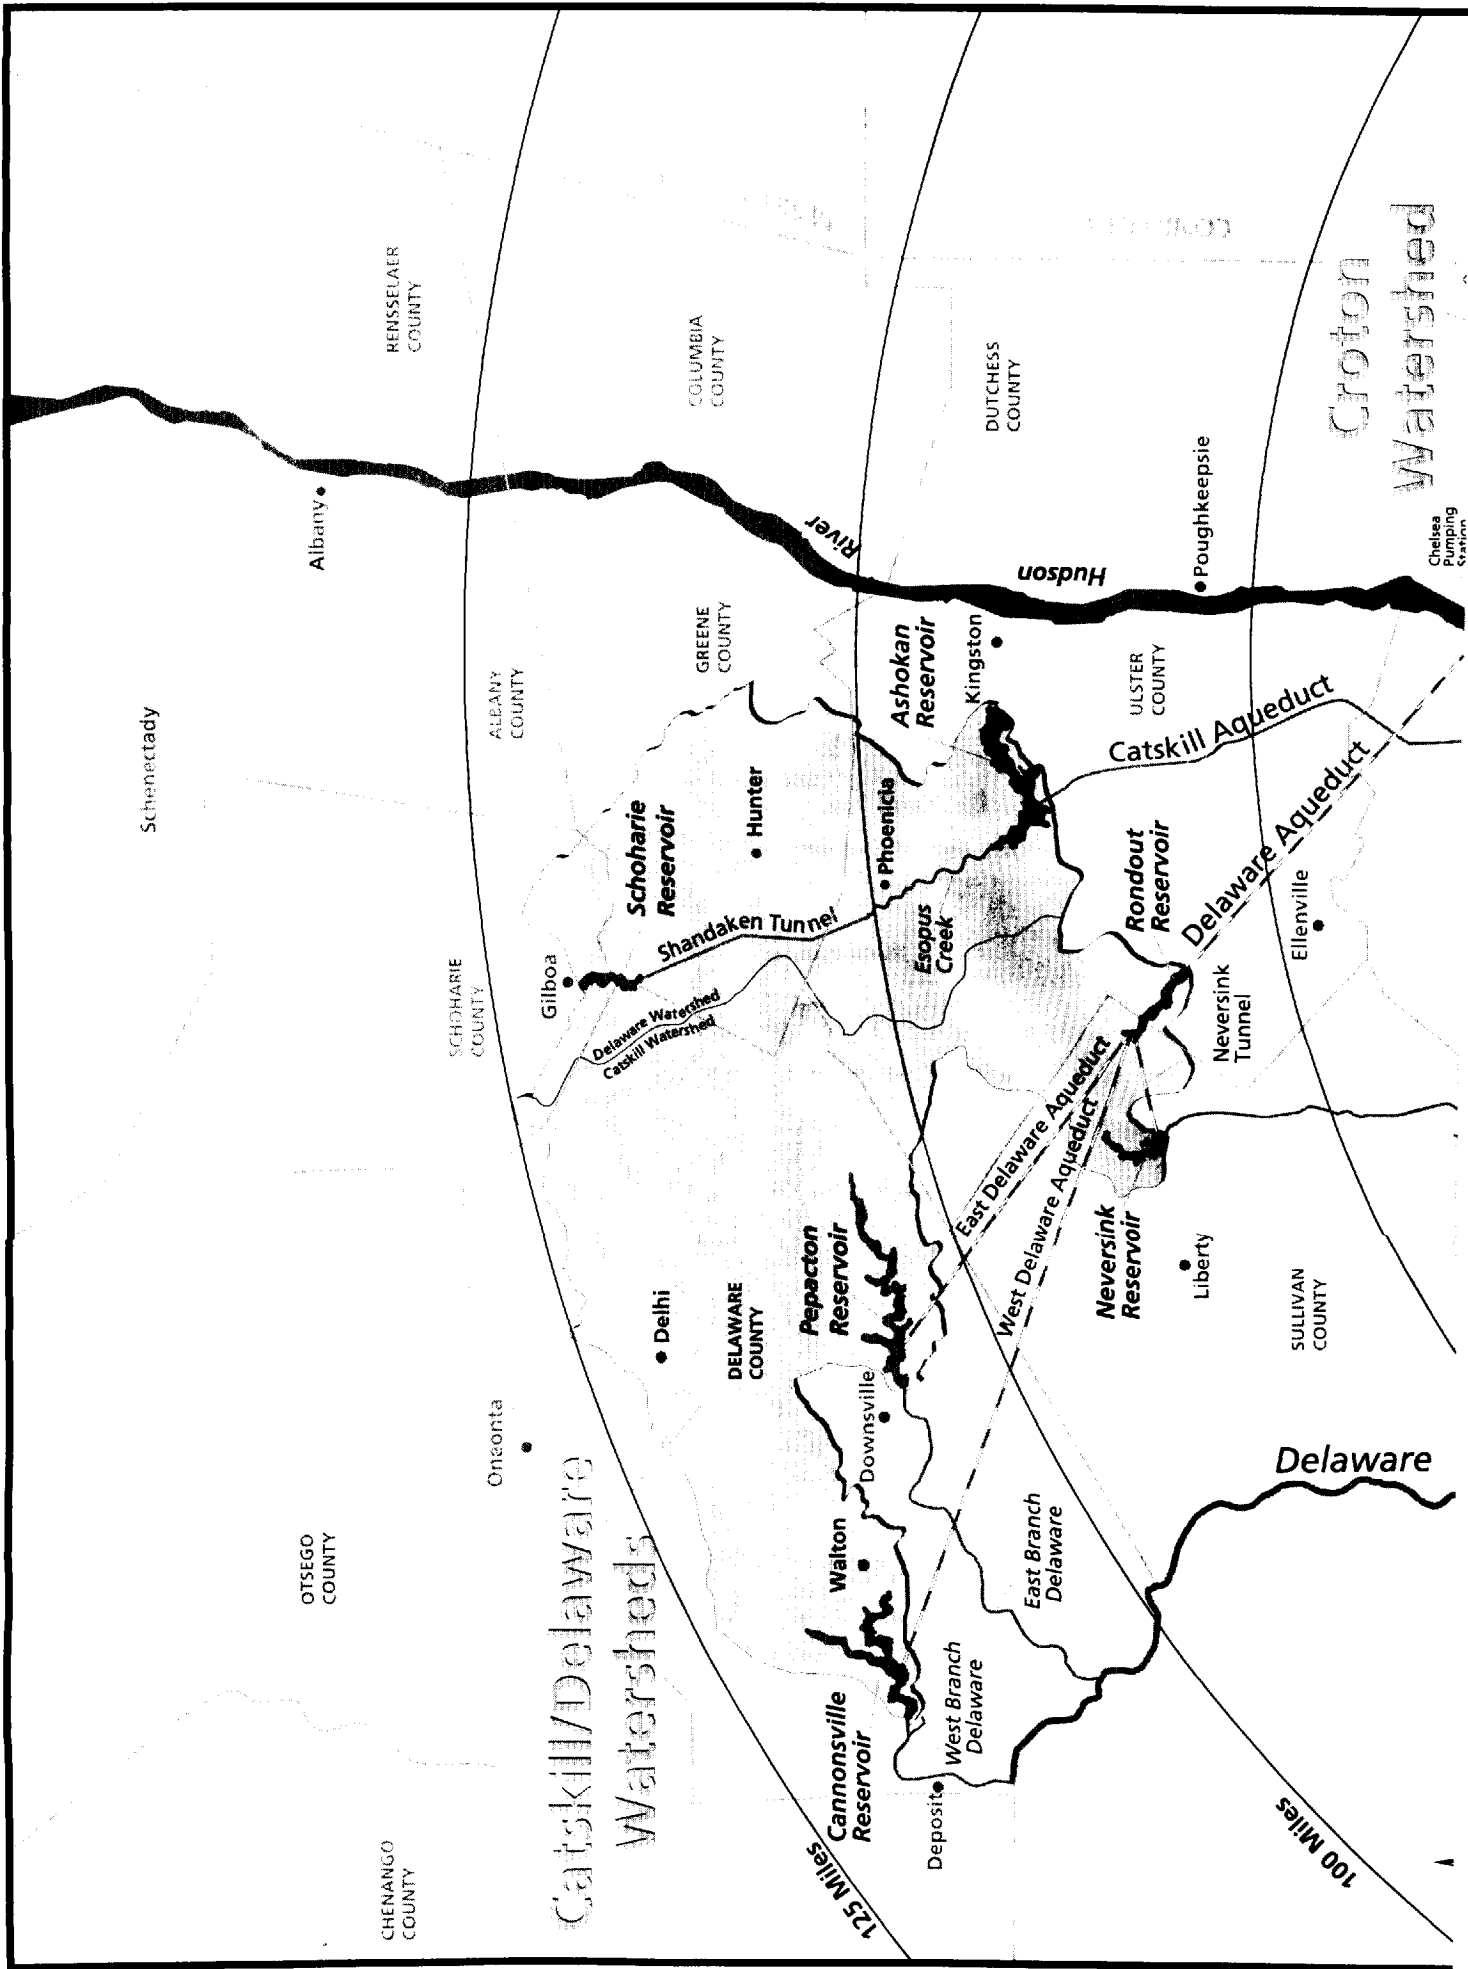 Schenectady
Albany
RENSSELAER
COUNTY
OTSEGO
COUNTY
CHENANGO
COUNTY
SCHOHARIE
COUNTY
ALBANY
COUNTY
Oneonta
Catskill/Delaware
Watersheds
Gilboa
Schoharie
Reservoir
GREENE
COUNTY
COLUMBIA
COUNTY
Delaware Watershed
Catskill Watershed
Shandaken Tunnel
Hunter
Delhi
DELAWARE
COUNTY
Pepacton
Reservoir
Phoenicia
River
Hudson
Ashokan
Reservoir
Kingston
Esopus
Creek
DUTCHESS
COUNTY
Downsville
Walton
Cannonsville
Reservoir
125 Miles
Deposit
West Branch
Delaware
East Branch
Delaware
East Delaware Aqueduct
West Delaware Aqueduct
Neversink
Reservoir
Liberty
Rondout
Reservoir
Neversink
Tunnel
ULSTER
COUNTY
Catskill Aqueduct
Delaware Aqueduct
Poughkeepsie
Ellenville
SULLIVAN
COUNTY
Delaware
100 Miles
Croton
Watershed
Chelsea
Pumping
Station